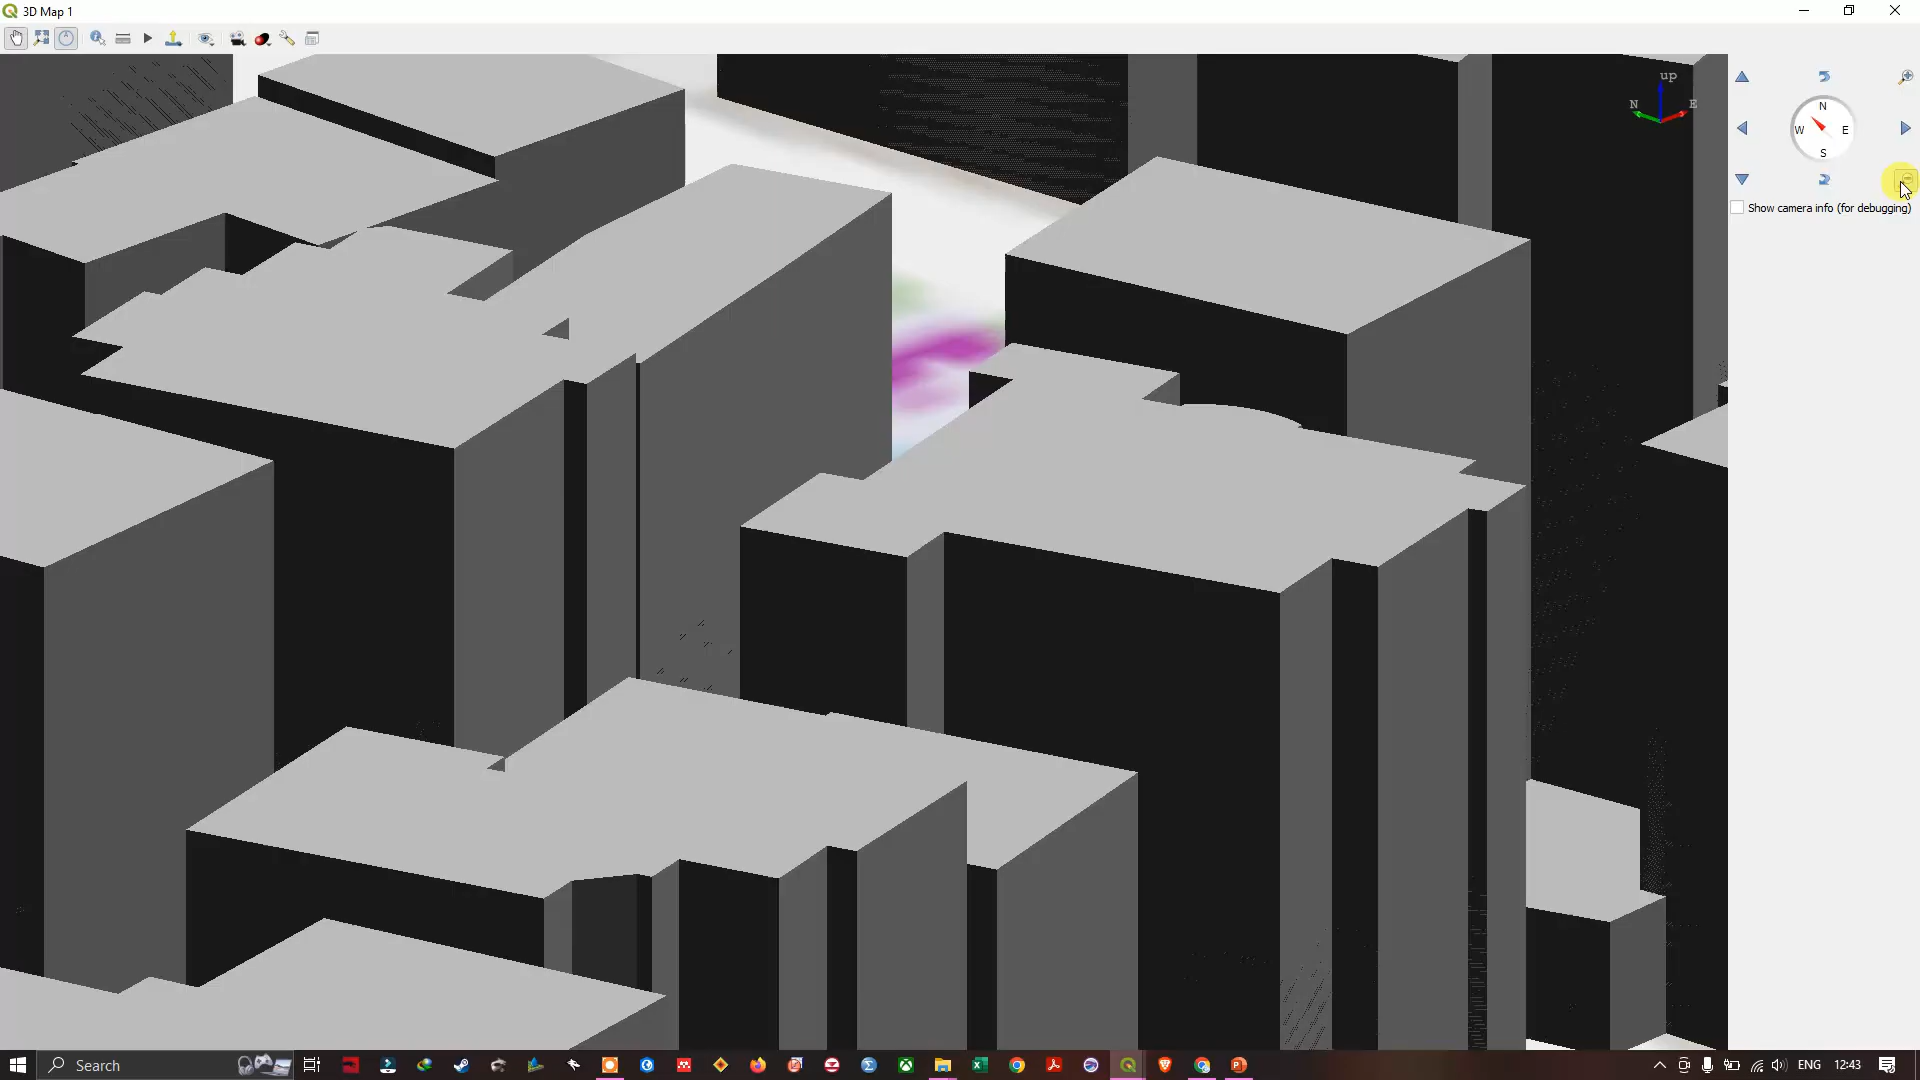 3D Map 1
up
N
E
N
W
E
S
Show camera info (for debugging)
Search
ENG
12:43